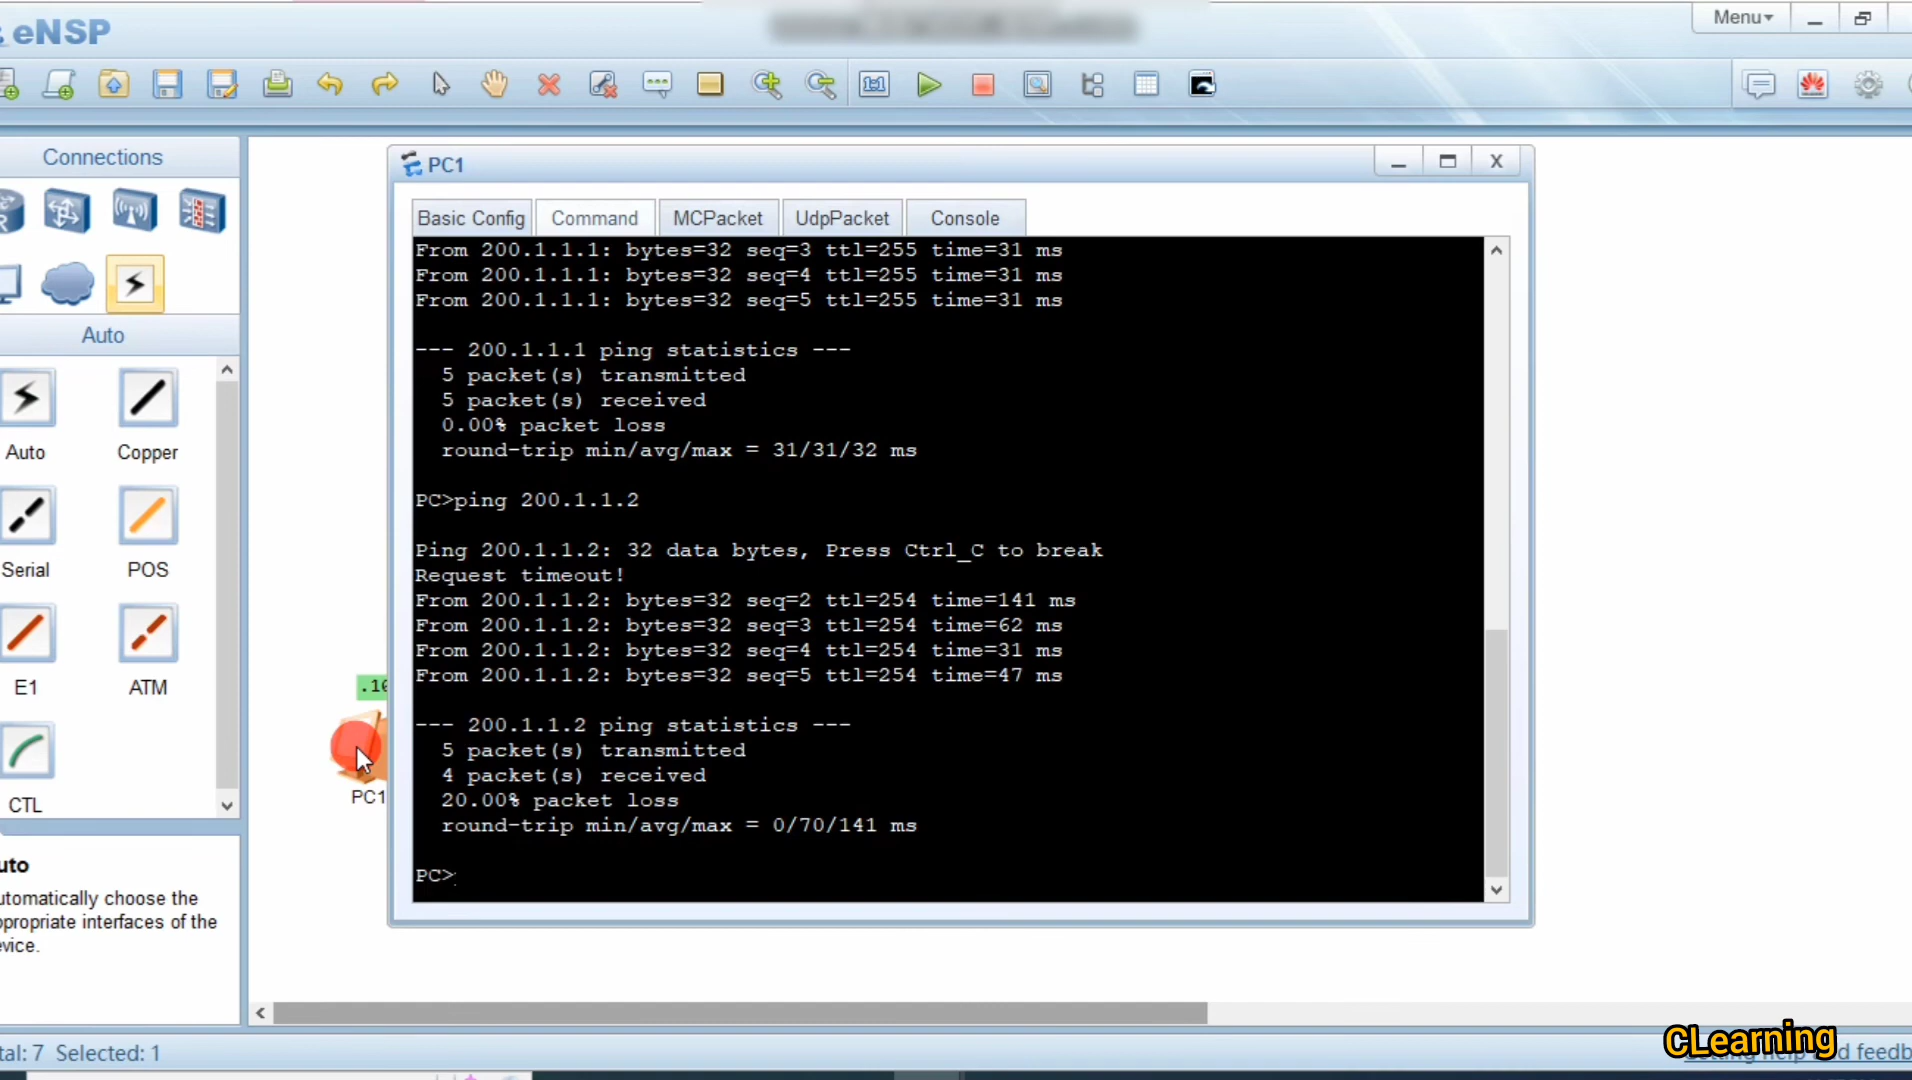 eNSP
Menu
Connections
Auto
Auto
Copper
Serial
POS
E1
ATM
CTL
uto
utomatically choose the
ppropriate interfaces of the
evice.
PC1
Basic Config
Command
MCPacket
UdpPacket
Console
From 200.1.1.1: bytes=32 seq=3 ttl=255 time=31 ms
From 200.1.1.1: bytes=32 seq=4 ttl=255 time=31 ms
From 200.1.1.1: bytes=32 seq=5 ttl=255 time=31 ms
--- 200.1.1.1 ping statistics ---
5 packet(s) transmitted
5 packet(s) received
0.00% packet loss
round-trip min/avg/max = 31/31/32 ms
PC>ping 200.1.1.2
Ping 200.1.1.2: 32 data bytes, Press Ctrl_C to break
Request timeout!
From 200.1.1.2: bytes=32 seq=2 ttl=254 time=141 ms
From 200.1.1.2: bytes=32 seq=3 ttl=254 time=62 ms
From 200.1.1.2: bytes=32 seq=4 ttl=254 time=31 ms
From 200.1.1.2: bytes=32 seq=5 ttl=254 time=47 ms
--- 200.1.1.2 ping statistics ---
5 packet(s) transmitted
4 packet(s) received
20.00% packet loss
round-trip min/avg/max = 0/70/141 ms
PC>
.10
PC1
tal: 7 Selected: 1
CLearning
and feedb